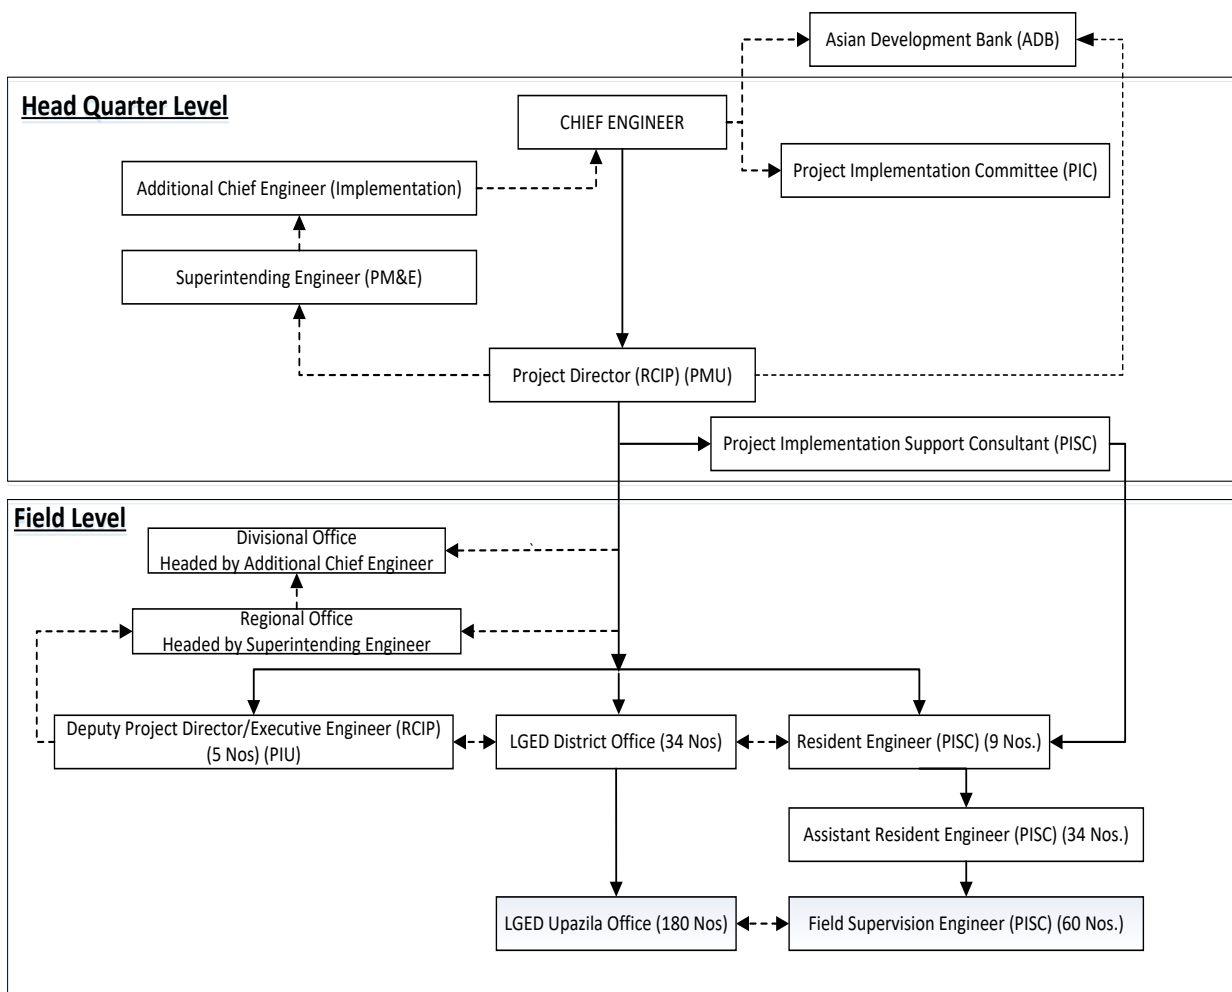 Asian Development Bank (ADB)
Head Quarter Level
CHIEF ENGINEER
Project Implementation Committee (PIC)
Additional Chief Engineer (Implementation)
Superintending Engineer (PM&E)
Project Director (RCIP) (PMU)
Project Implementation Support Consultant (PISC)
Field Level
Divisional Office
Headed by Additional Chief Engineer
Regional Office
Headed by Superintending Engineer
Deputy Project Director/Executive Engineer (RCIP)
(5 Nos) (PIU)
LGED District Office (34 Nos)
Resident Engineer (PISC) (9 Nos.)
Assistant Resident Engineer (PISC) (34 Nos.)
LGED Upazila Office (180 Nos)
Field Supervision Engineer (PISC) (60 Nos.)